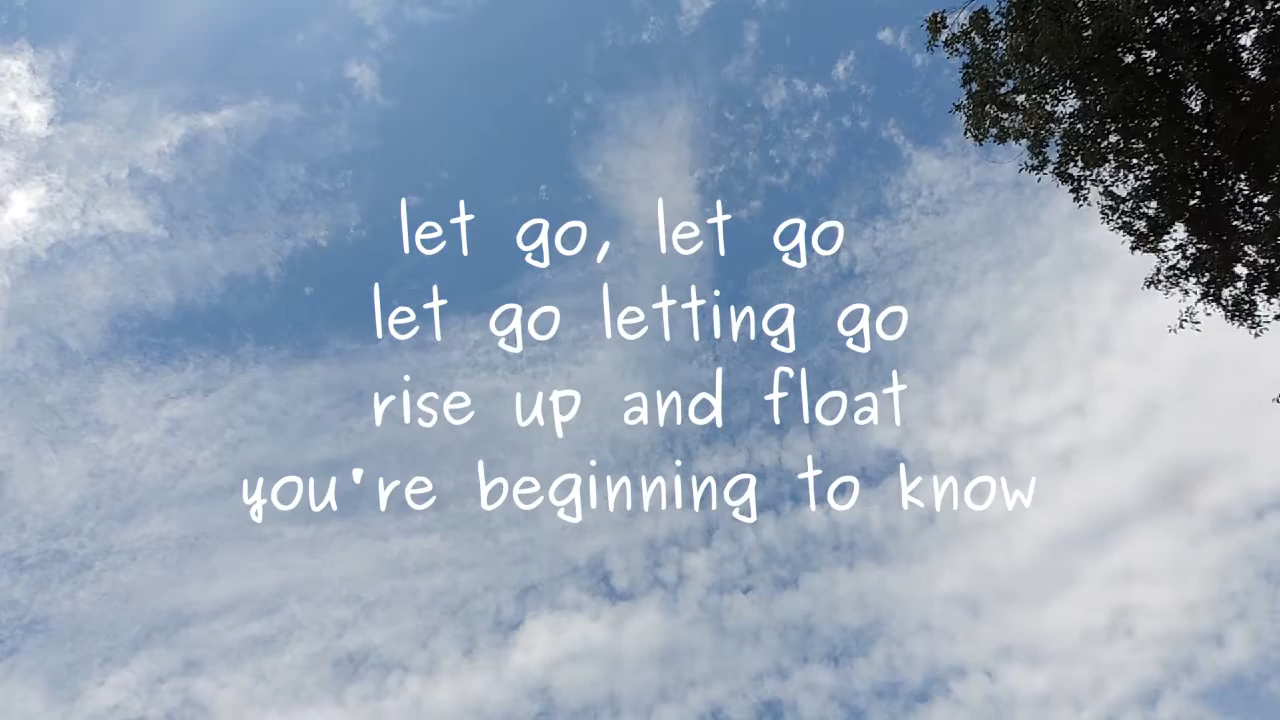 let go, let go
let go letting go
rise up and float
you're beginning to know